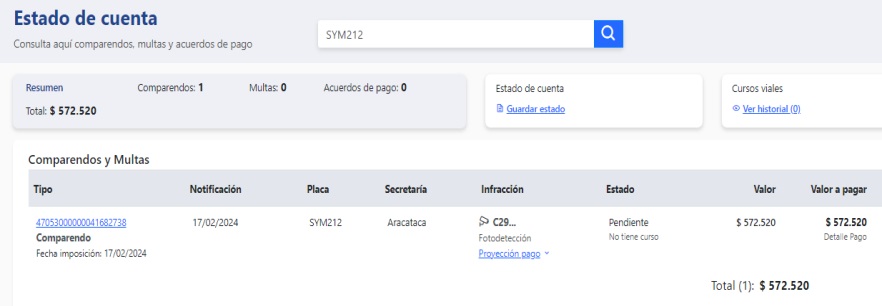 Estado de cuenta
Consulta aquí comparendos, multas y acuerdos de pago
SYM212
Resumen Comparendos: 1 Multas: 0 Acuerdos de pago: 0
Total: $ 572.520
Estado de cuenta
Guardar estado
Cursos viales
Ver historial (0)
Comparendos y Multas
Tipo Notificación Placa Secretaría Infracción Estado Valor Valor a pagar
47053000000041682738 17/02/2024 SYM212 Aracataca C29... Pendiente $ 572.520 $ 572.520
Comparendo Fotodetección No tiene curso Detalle Pago
Fecha imposición: 17/02/2024 Proyección pago
Total (1): $ 572.520